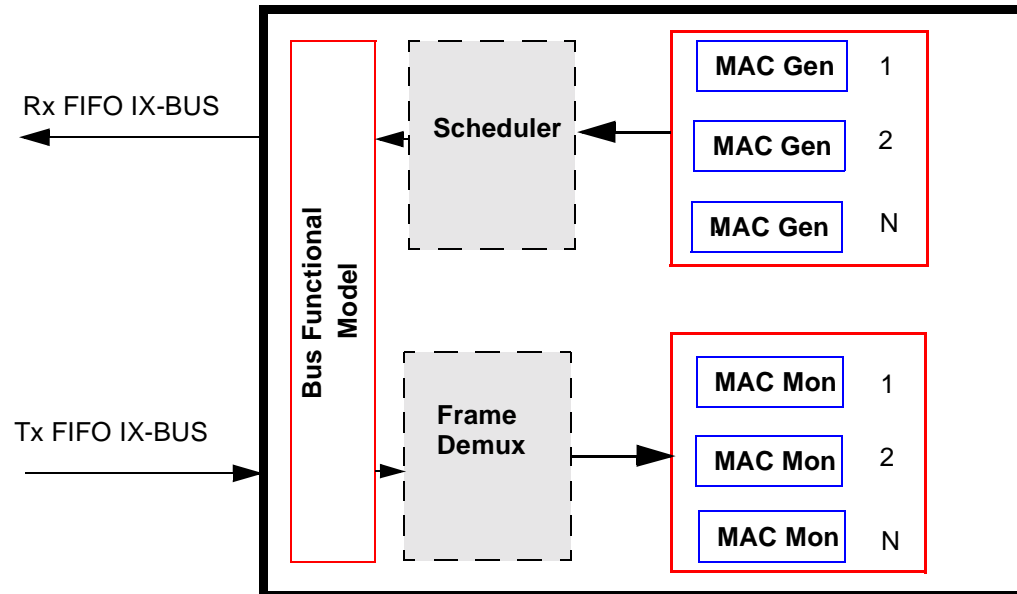 Rx FIFO IX-BUS
Tx FIFO IX-BUS
Bus Functional
Model
Scheduler
MAC Gen 1
MAC Gen 2
MAC Gen N
Frame
Demux
MAC Mon 1
MAC Mon 2
MAC Mon N